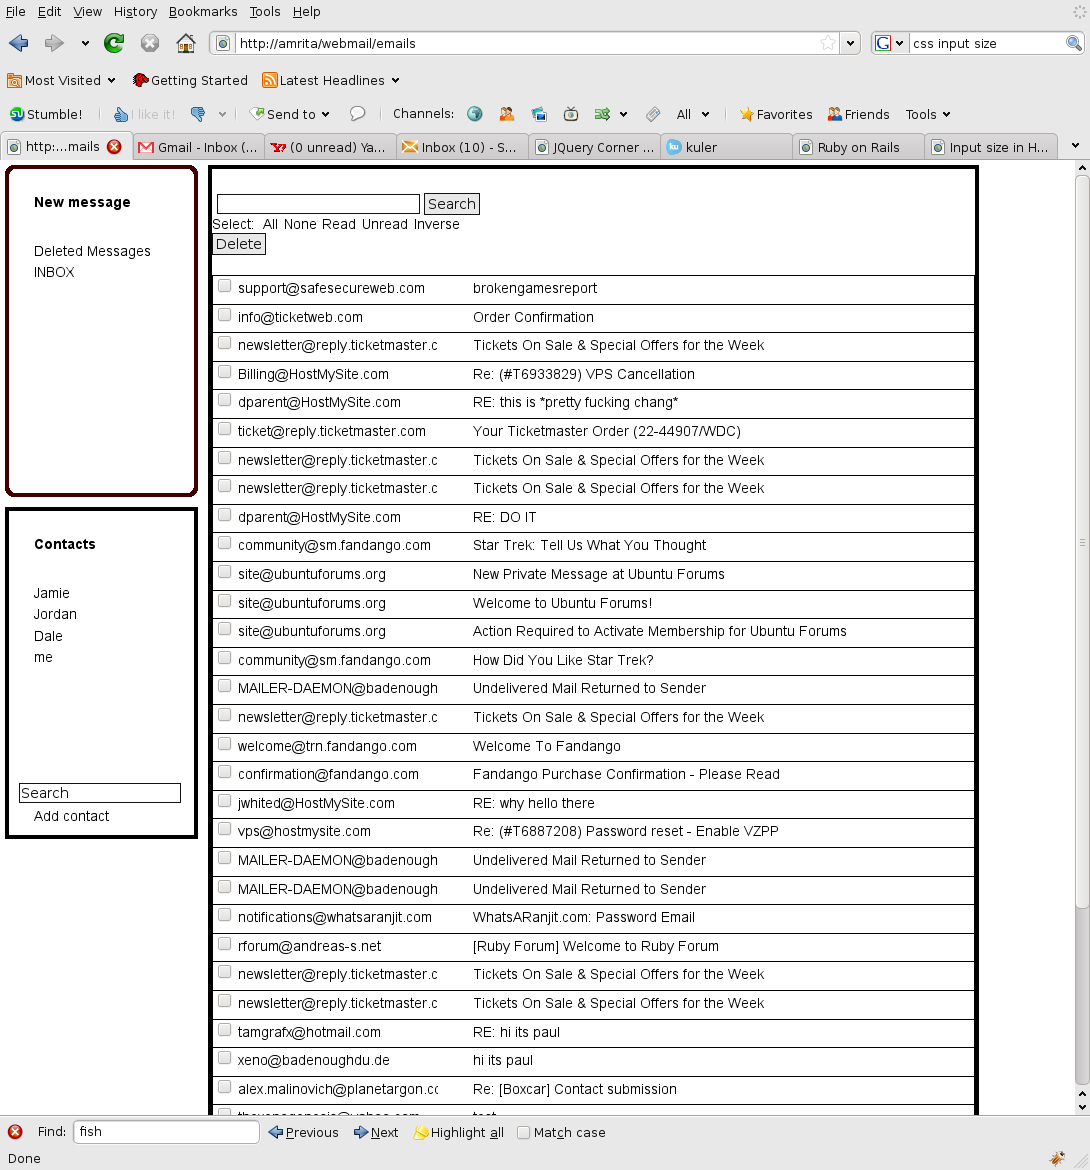 File Edit View History Bookmarks Tools Help
http://amrita/webmail/emails css input size
Most Visited Getting Started Latest Headlines
Stumble! I like it! Send to Channels: All Favorites Friends Tools
http:...mails Gmail - Inbox (... (0 unread) Ya... Inbox (10) - S... JQuery Corner ... kuler Ruby on Rails Input size in H...
New message
Deleted Messages
INBOX
Contacts
Jamie
Jordan
Dale
me
Search
Add contact
Search
Select: All None Read Unread Inverse
Delete
support@safesecureweb.com brokengamesreport
info@ticketweb.com Order Confirmation
newsletter@reply.ticketmaster.c Tickets On Sale & Special Offers for the Week
Billing@HostMySite.com Re: (#T6933829) VPS Cancellation
dparent@HostMySite.com RE: this is *pretty fucking chang*
ticket@reply.ticketmaster.com Your Ticketmaster Order (22-44907/WDC)
newsletter@reply.ticketmaster.c Tickets On Sale & Special Offers for the Week
newsletter@reply.ticketmaster.c Tickets On Sale & Special Offers for the Week
dparent@HostMySite.com RE: DO IT
community@sm.fandango.com Star Trek: Tell Us What You Thought
site@ubuntuforums.org New Private Message at Ubuntu Forums
site@ubuntuforums.org Welcome to Ubuntu Forums!
site@ubuntuforums.org Action Required to Activate Membership for Ubuntu Forums
community@sm.fandango.com How Did You Like Star Trek?
MAILER-DAEMON@badenough Undelivered Mail Returned to Sender
newsletter@reply.ticketmaster.c Tickets On Sale & Special Offers for the Week
welcome@trn.fandango.com Welcome To Fandango
confirmation@fandango.com Fandango Purchase Confirmation - Please Read
jwhited@HostMySite.com RE: why hello there
vps@hostmysite.com Re: (#T6887208) Password reset - Enable VZPP
MAILER-DAEMON@badenough Undelivered Mail Returned to Sender
MAILER-DAEMON@badenough Undelivered Mail Returned to Sender
notifications@whatsaranjit.com WhatsARanjit.com: Password Email
rforum@andreas-s.net [Ruby Forum] Welcome to Ruby Forum
newsletter@reply.ticketmaster.c Tickets On Sale & Special Offers for the Week
newsletter@reply.ticketmaster.c Tickets On Sale & Special Offers for the Week
tamgrafx@hotmail.com RE: hi its paul
xeno@badenoughdu.de hi its paul
alex.malinovich@planetargon.cc Re: [Boxcar] Contact submission
Find: fish Previous Next Highlight all Match case
Done